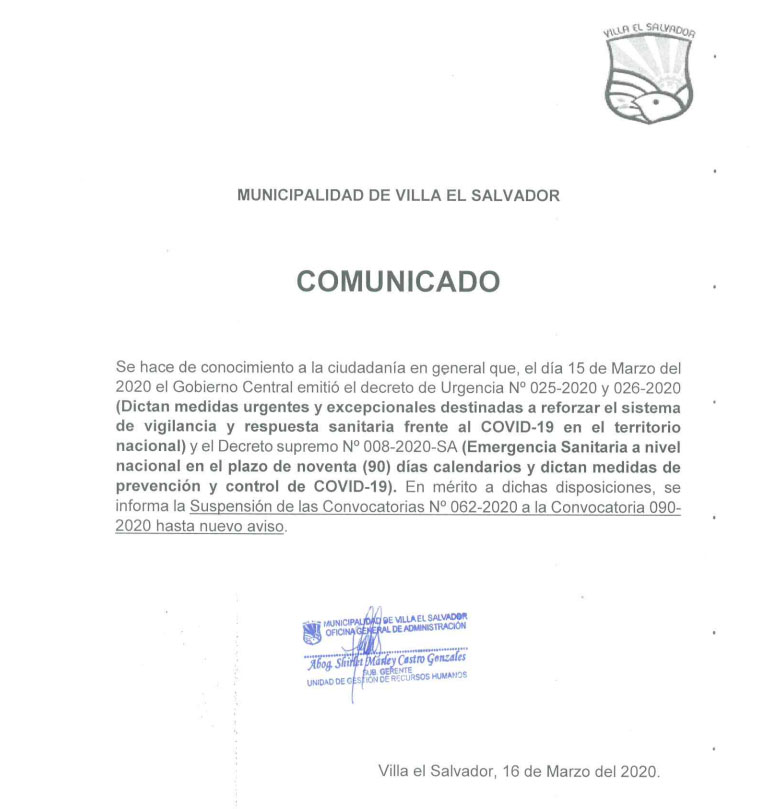 VILLA EL SALVADOR
MUNICIPALIDAD DE VILLA EL SALVADOR
COMUNICADO
Se hace de conocimiento a la ciudadanía en general que, el día 15 de Marzo del
2020 el Gobierno Central emitió el decreto de Urgencia Nº 025-2020 y 026-2020
(Dictan medidas urgentes y excepcionales destinadas a reforzar el sistema
de vigilancia y respuesta sanitaria frente al COVID-19 en el territorio
nacional) y el Decreto supremo Nº 008-2020-SA (Emergencia Sanitaria a nivel
nacional en el plazo de noventa (90) días calendarios y dictan medidas de
prevención y control de COVID-19). En mérito a dichas disposiciones, se
informa la Suspensión de las Convocatorias Nº 062-2020 a la Convocatoria 090-
2020 hasta nuevo aviso.
MUNICIPALIDAD DE VILLA EL SALVADOR
OFICINA GENERAL DE ADMINISTRACIÓN
Abog. Shirley Marley Castro Gonzales
SUB GERENTE
UNIDAD DE GESTIÓN DE RECURSOS HUMANOS
Villa el Salvador, 16 de Marzo del 2020.